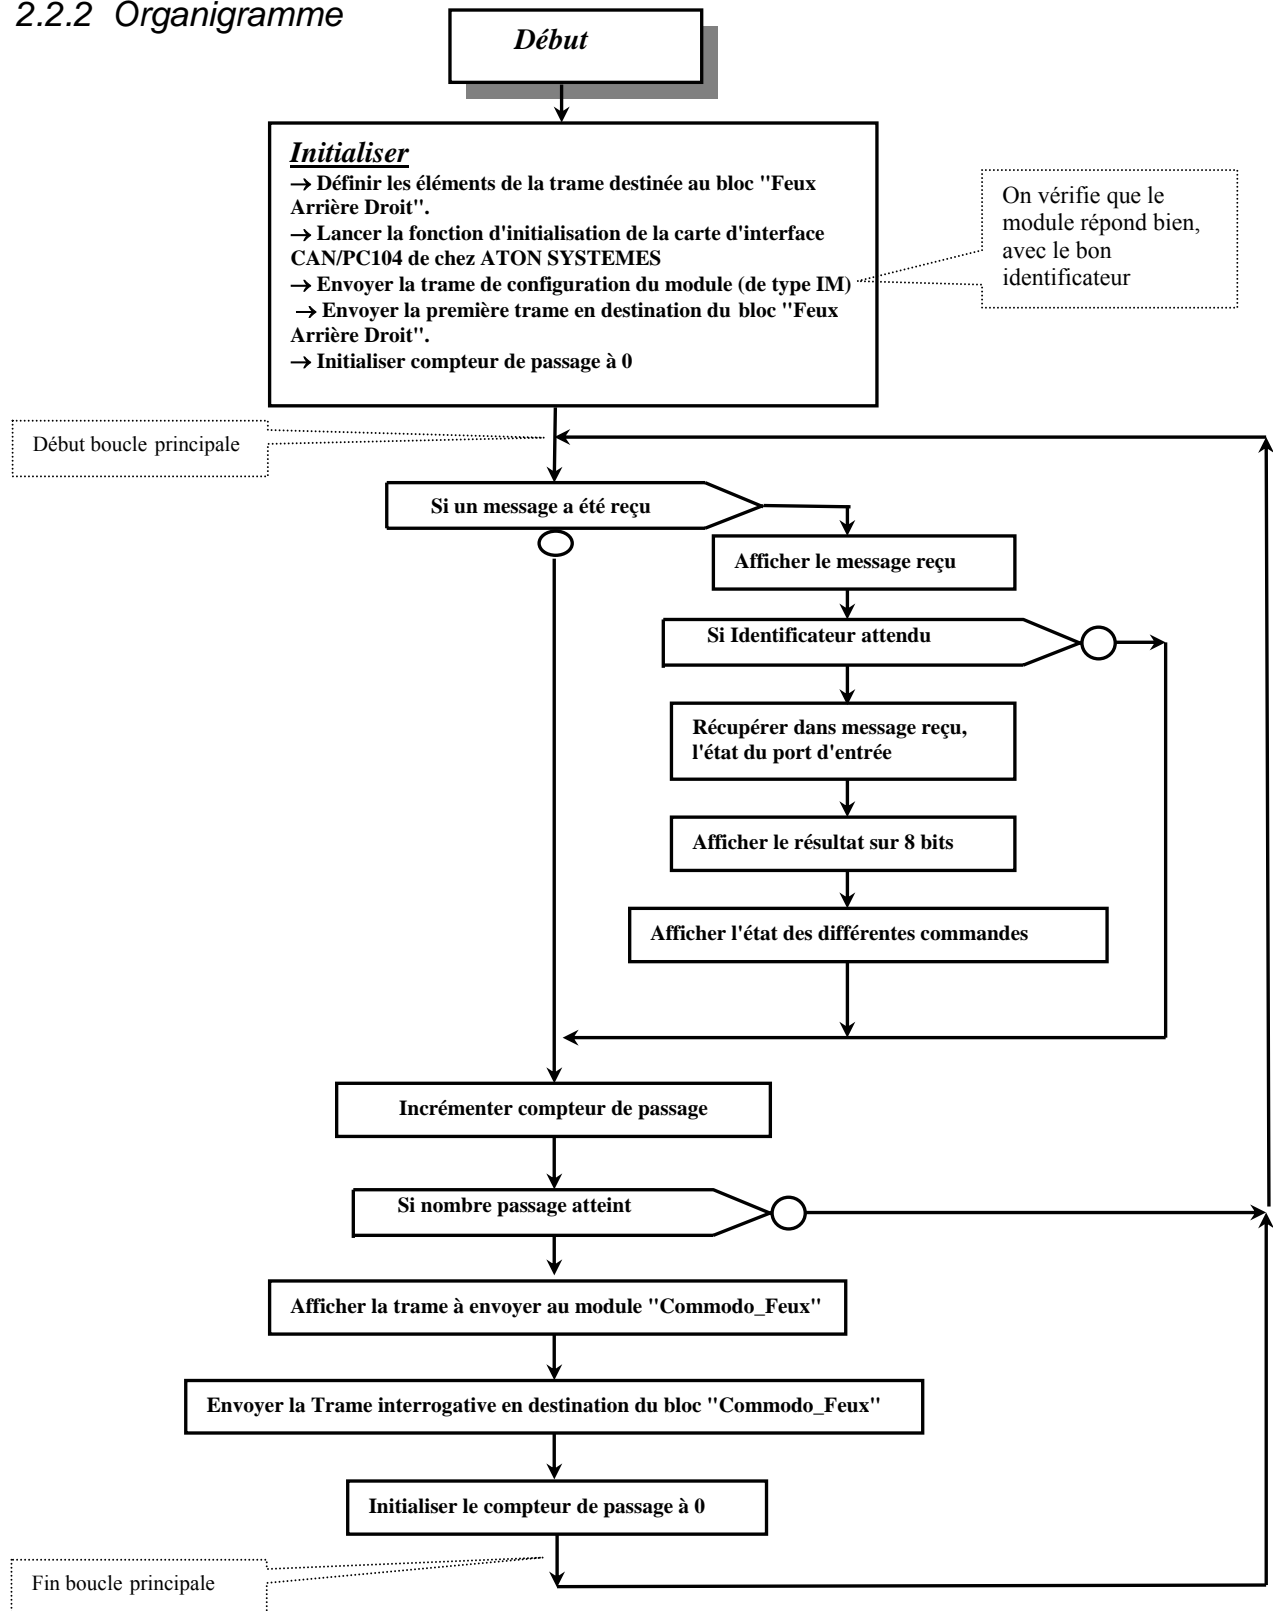 2.2.2 Organigramme
Début
Initialiser
→ Définir les éléments de la trame destinée au bloc "Feux
Arrière Droit".
→ Lancer la fonction d'initialisation de la carte d'interface
CAN/PC104 de chez ATON SYSTEMES
→ Envoyer la trame de configuration du module (de type IM)
→ Envoyer la première trame en destination du bloc "Feux
Arrière Droit".
→ Initialiser compteur de passage à 0
On vérifie que le
module répond bien,
avec le bon
identificateur
Début boucle principale
Si un message a été reçu
Afficher le message reçu
Si Identificateur attendu
Récupérer dans message reçu,
l'état du port d'entrée
Afficher le résultat sur 8 bits
Afficher l'état des différentes commandes
Incrémenter compteur de passage
Si nombre passage atteint
Afficher la trame à envoyer au module "Commodo_Feux"
Envoyer la Trame interrogative en destination du bloc "Commodo_Feux"
Initialiser le compteur de passage à 0
Fin boucle principale